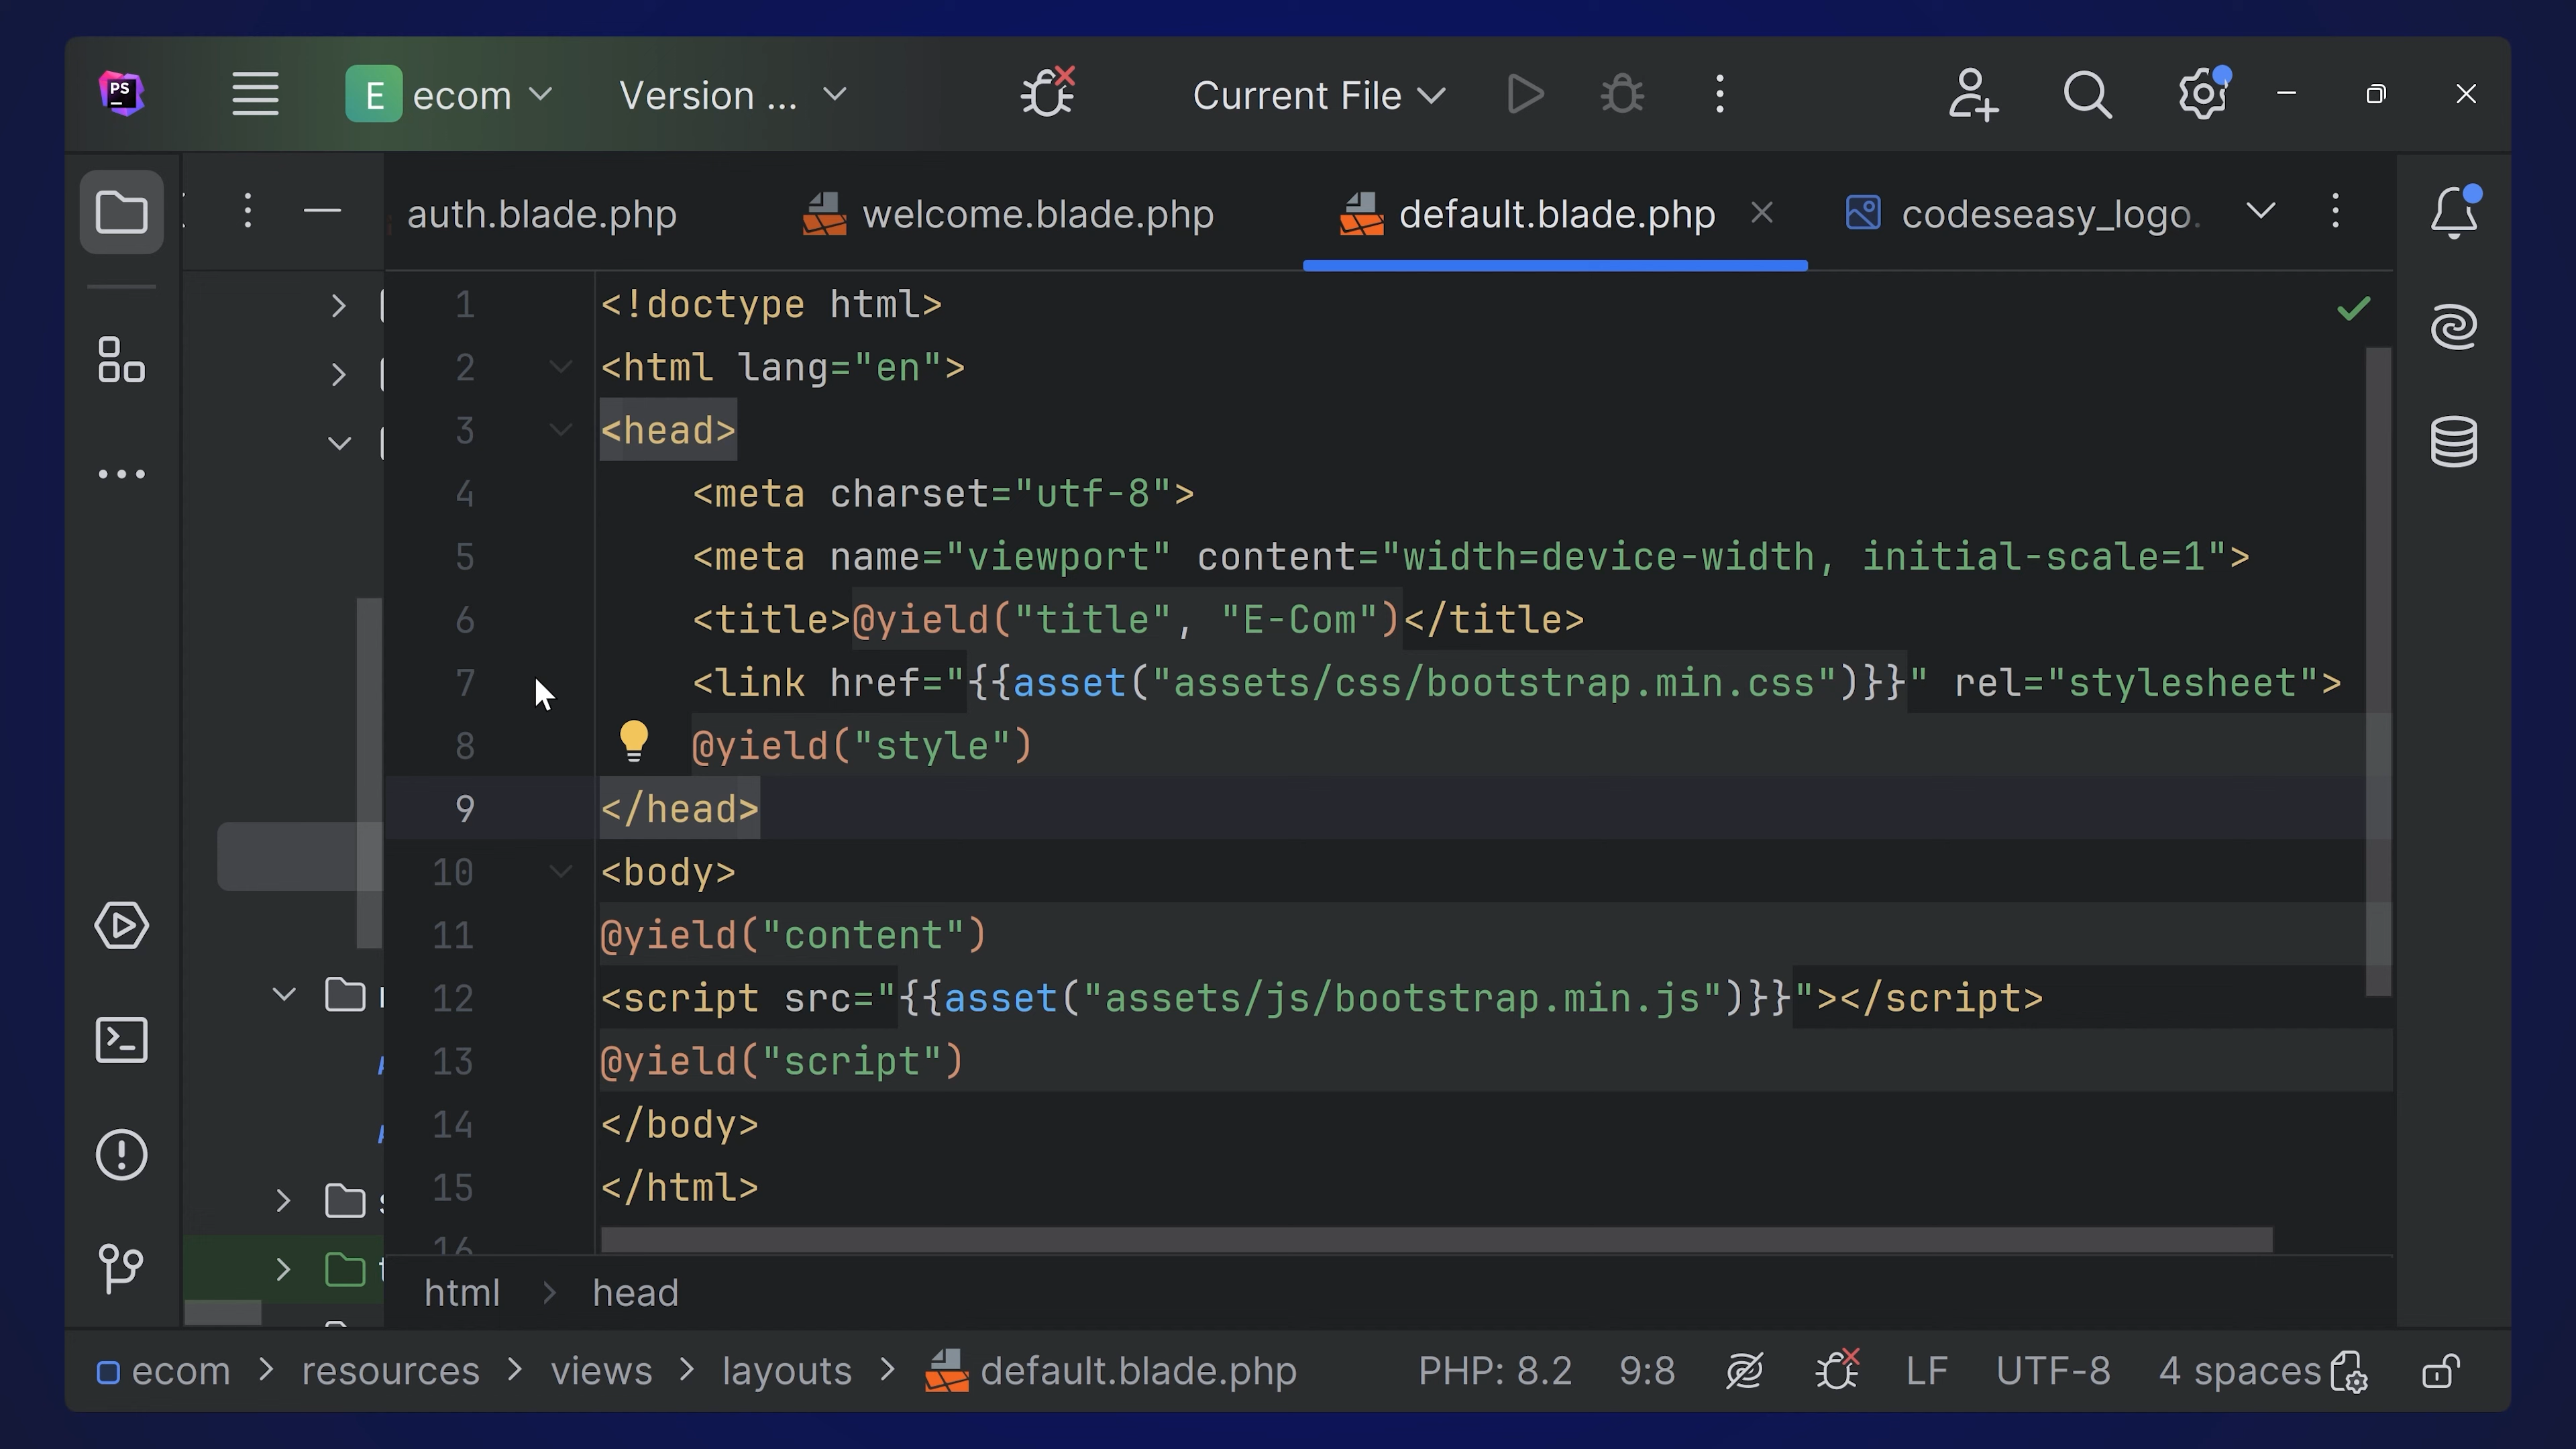 PS
E ecom Version ... Current File
auth.blade.php welcome.blade.php default.blade.php codeseasy_logo.
1 <!doctype html>
2 <html lang="en">
3 <head>
4 <meta charset="utf-8">
5 <meta name="viewport" content="width=device-width, initial-scale=1">
6 <title>@yield("title", "E-Com")</title>
7 <link href="{{asset("assets/css/bootstrap.min.css")}}" rel="stylesheet">
8 @yield("style")
9 </head>
10 <body>
11 @yield("content")
12 <script src="{{asset("assets/js/bootstrap.min.js")}}"></script>
13 @yield("script")
14 </body>
15 </html>
16
html > head
ecom > resources > views > layouts > default.blade.php PHP: 8.2 9:8 LF UTF-8 4 spaces